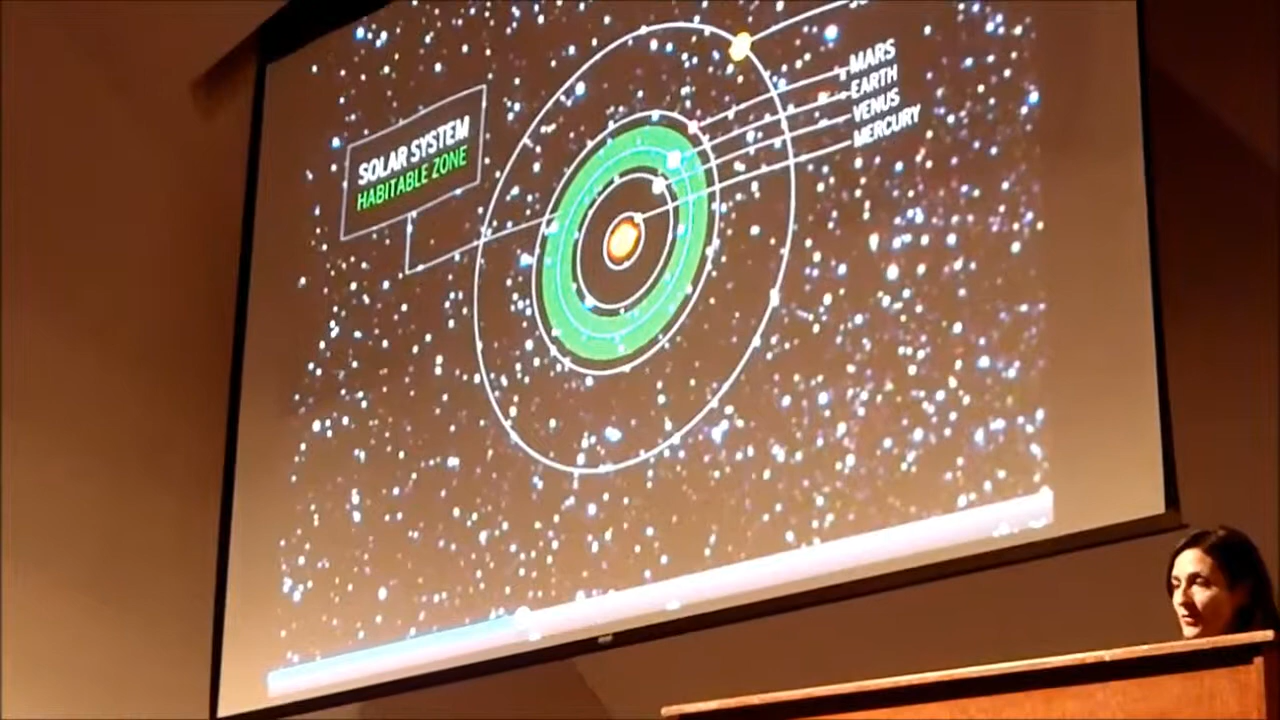 MARS
EARTH
VENUS
MERCURY
SOLAR SYSTEM
HABITABLE ZONE